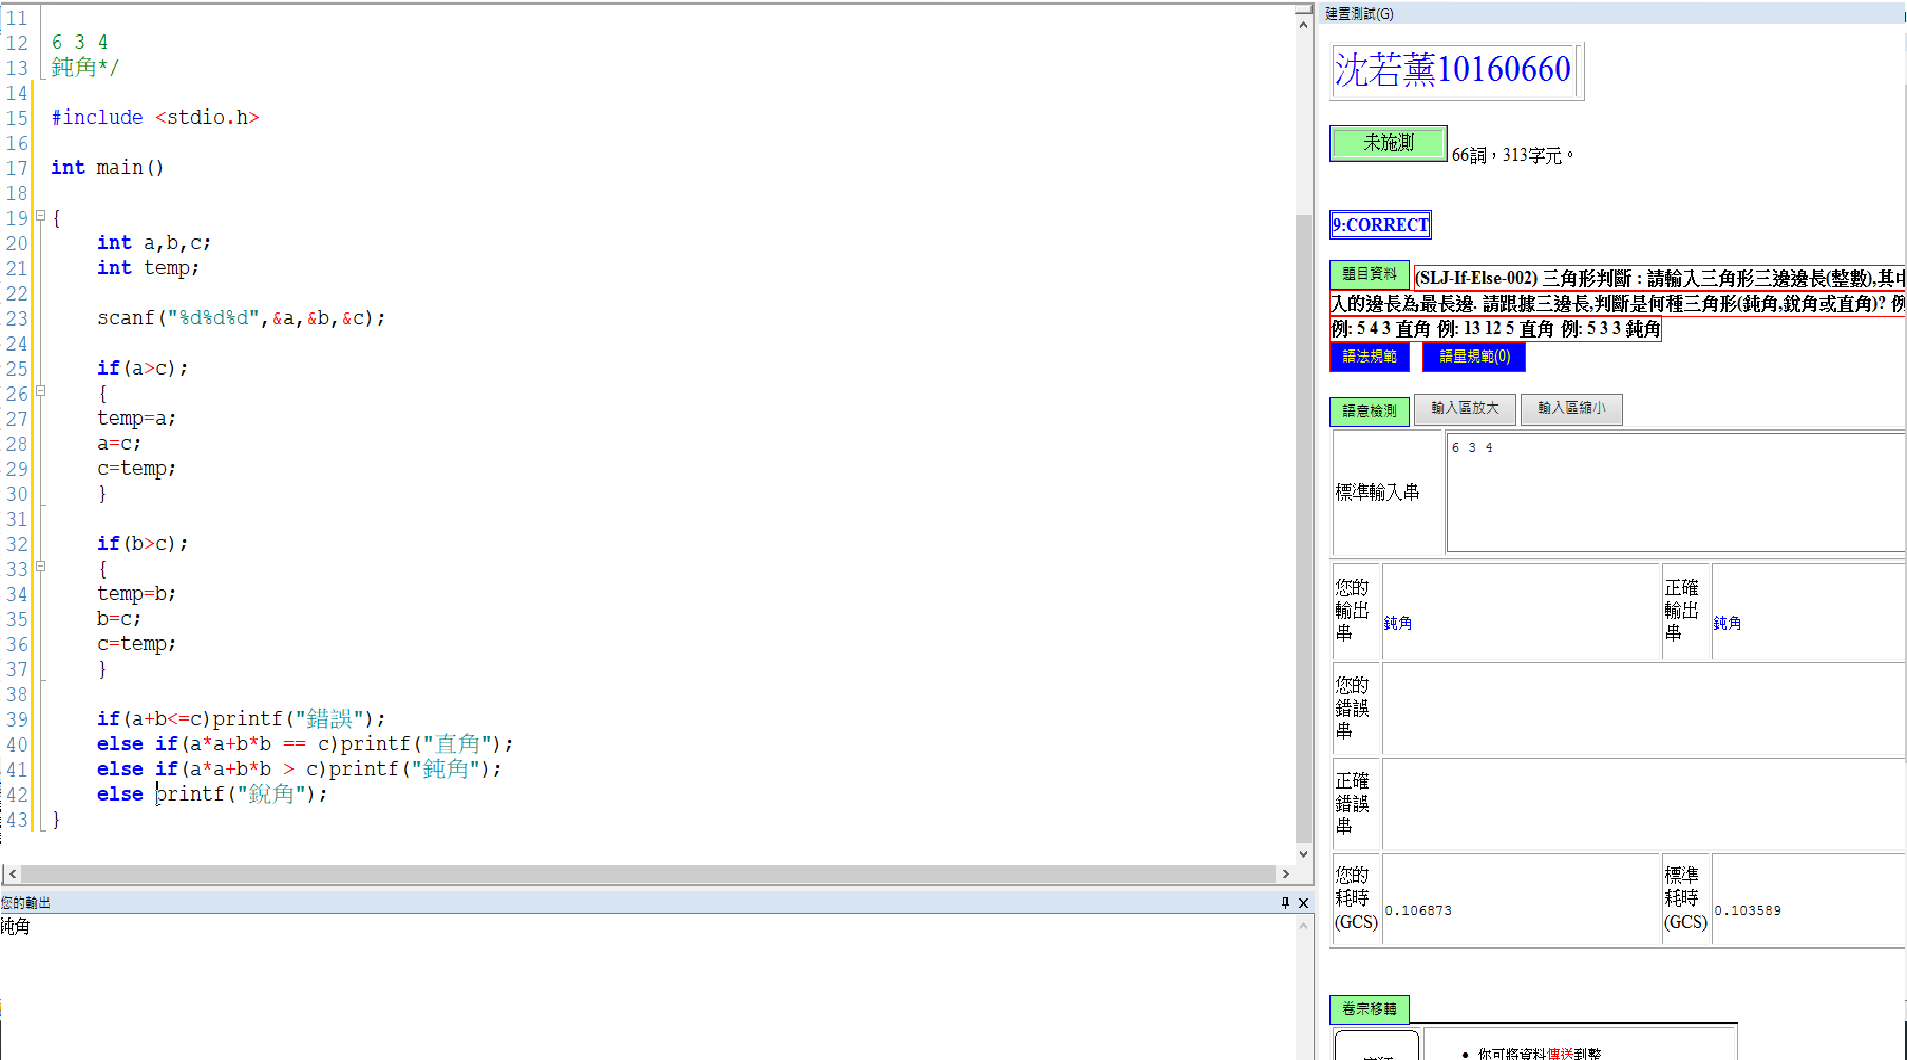 11
12 6 3 4
13 鈍角*/
14
15 #include <stdio.h>
16
17 int main()
18
19 {
20 int a,b,c;
21 int temp;
22
23 scanf("%d%d%d",&a,&b,&c);
24
25 if(a>c);
26 {
27 temp=a;
28 a=c;
29 c=temp;
30 }
31
32 if(b>c);
33 {
34 temp=b;
35 b=c;
36 c=temp;
37 }
38
39 if(a+b<=c)printf("錯誤");
40 else if(a*a+b*b == c)printf("直角");
41 else if(a*a+b*b > c)printf("鈍角");
42 else printf("銳角");
43 }
您的輸出
鈍角
建置測試(G)
沈若薰10160660
未施測 66詞，313字元。
9:CORRECT
題目資料 (SLJ-If-Else-002) 三角形判斷 : 請輸入三角形三邊邊長(整數),其中
入的邊長為最長邊. 請跟據三邊長,判斷是何種三角形(鈍角,銳角或直角)? 例
例: 5 4 3 直角 例: 13 12 5 直角 例: 5 3 3 鈍角
語法規範 語量規範(0)
語意檢測 輸入區放大 輸入區縮小
標準輸入串 6 3 4
您的輸出串 鈍角 正確輸出串 鈍角
您的錯誤串
正確錯誤串
您的耗時(GCS) 0.106873 標準耗時(GCS) 0.103589
卷宗移轉
• 你可將資料傳送到整